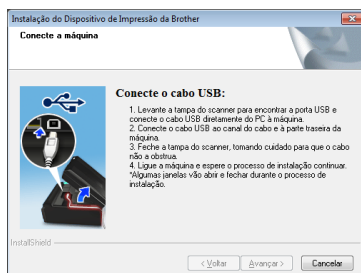 Instalação do Dispositivo de Impressão da Brother
Conecte a máquina
Conecte o cabo USB:
1. Levante a tampa do scanner para encontrar a porta USB e
conecte o cabo USB diretamente do PC à máquina.
2. Conecte o cabo USB ao canal do cabo e à parte traseira da
máquina.
3. Feche a tampa do scanner, tomando cuidado para que o cabo
não a obstrua.
4. Ligue a máquina e espere o processo de instalação continuar.
*Algumas janelas vão abrir e fechar durante o processo de
instalação.
InstallShield
< Voltar
Avançar >
Cancelar